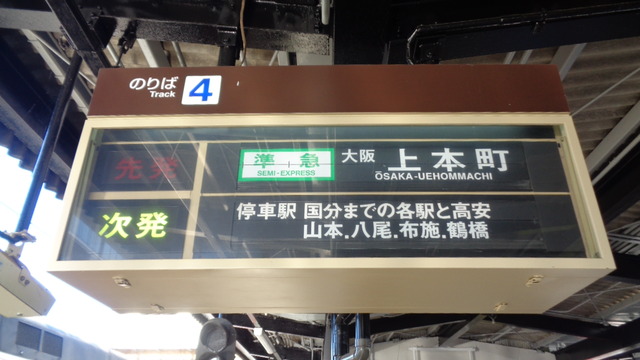 のりば 4
Track
先発
準急 大阪 上本町
SEMI-EXPRESS ŌSAKA-UEHOMMACHI
次発
停車駅 国分までの各駅と高安
山本.八尾.布施.鶴橋